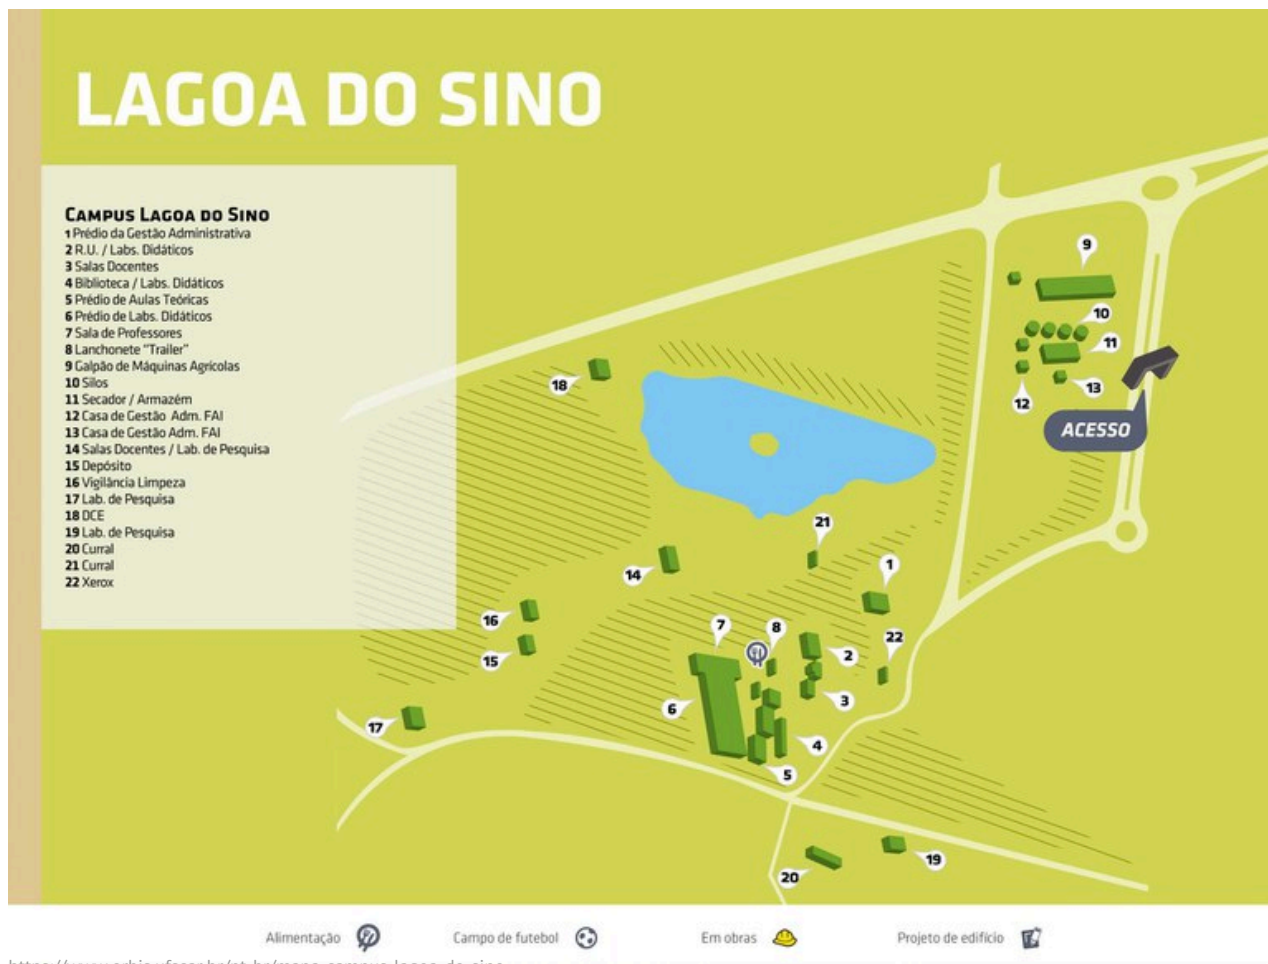 LAGOA DO SINO
CAMPUS LAGOA DO SINO
1 Prédio da Gestão Administrativa
2 R.U. / Labs. Didáticos
3 Salas Docentes
4 Biblioteca / Labs. Didáticos
5 Prédio de Aulas Teóricas
6 Prédio de Labs. Didáticos
7 Sala de Professores
8 Lanchonete “Trailer”
9 Galpão de Máquinas Agrícolas
10 Silos
11 Secador / Armazém
12 Casa de Gestão Adm. FAI
13 Casa de Gestão Adm. FAI
14 Salas Docentes / Lab. de Pesquisa
15 Depósito
16 Vigilância Limpeza
17 Lab. de Pesquisa
18 DCE
19 Lab. de Pesquisa
20 Curral
21 Curral
22 Xerox
9
10
11
18
13
12
ACESSO
21
1
14
16
7
8
22
15
2
3
6
17
4
5
19
20
Alimentação
Campo de futebol
Em obras
Projeto de edifício